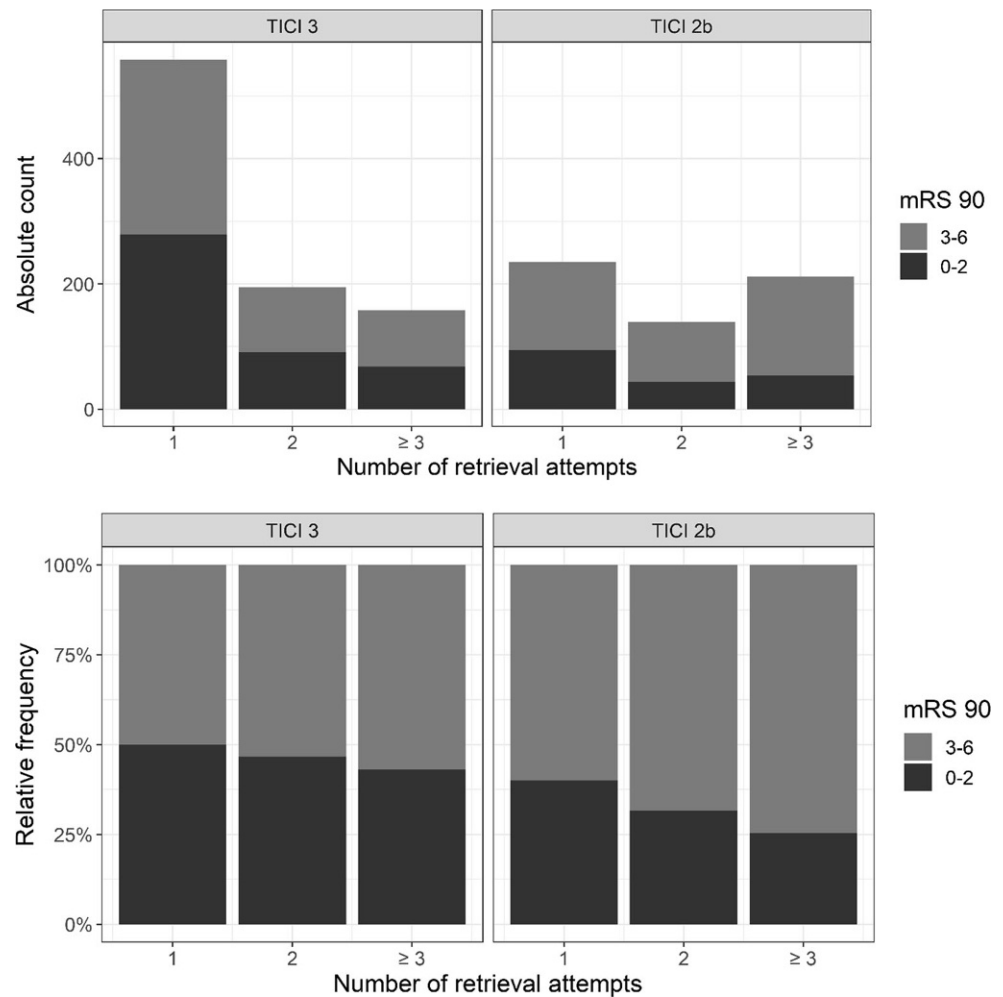 TICI 3
TICI 2b
Absolute count
400
200
0
1
2
≥ 3
1
2
≥ 3
Number of retrieval attempts
mRS 90
3-6
0-2
TICI 3
TICI 2b
Relative frequency
100%
75%
50%
25%
0%
1
2
≥ 3
1
2
≥ 3
Number of retrieval attempts
mRS 90
3-6
0-2